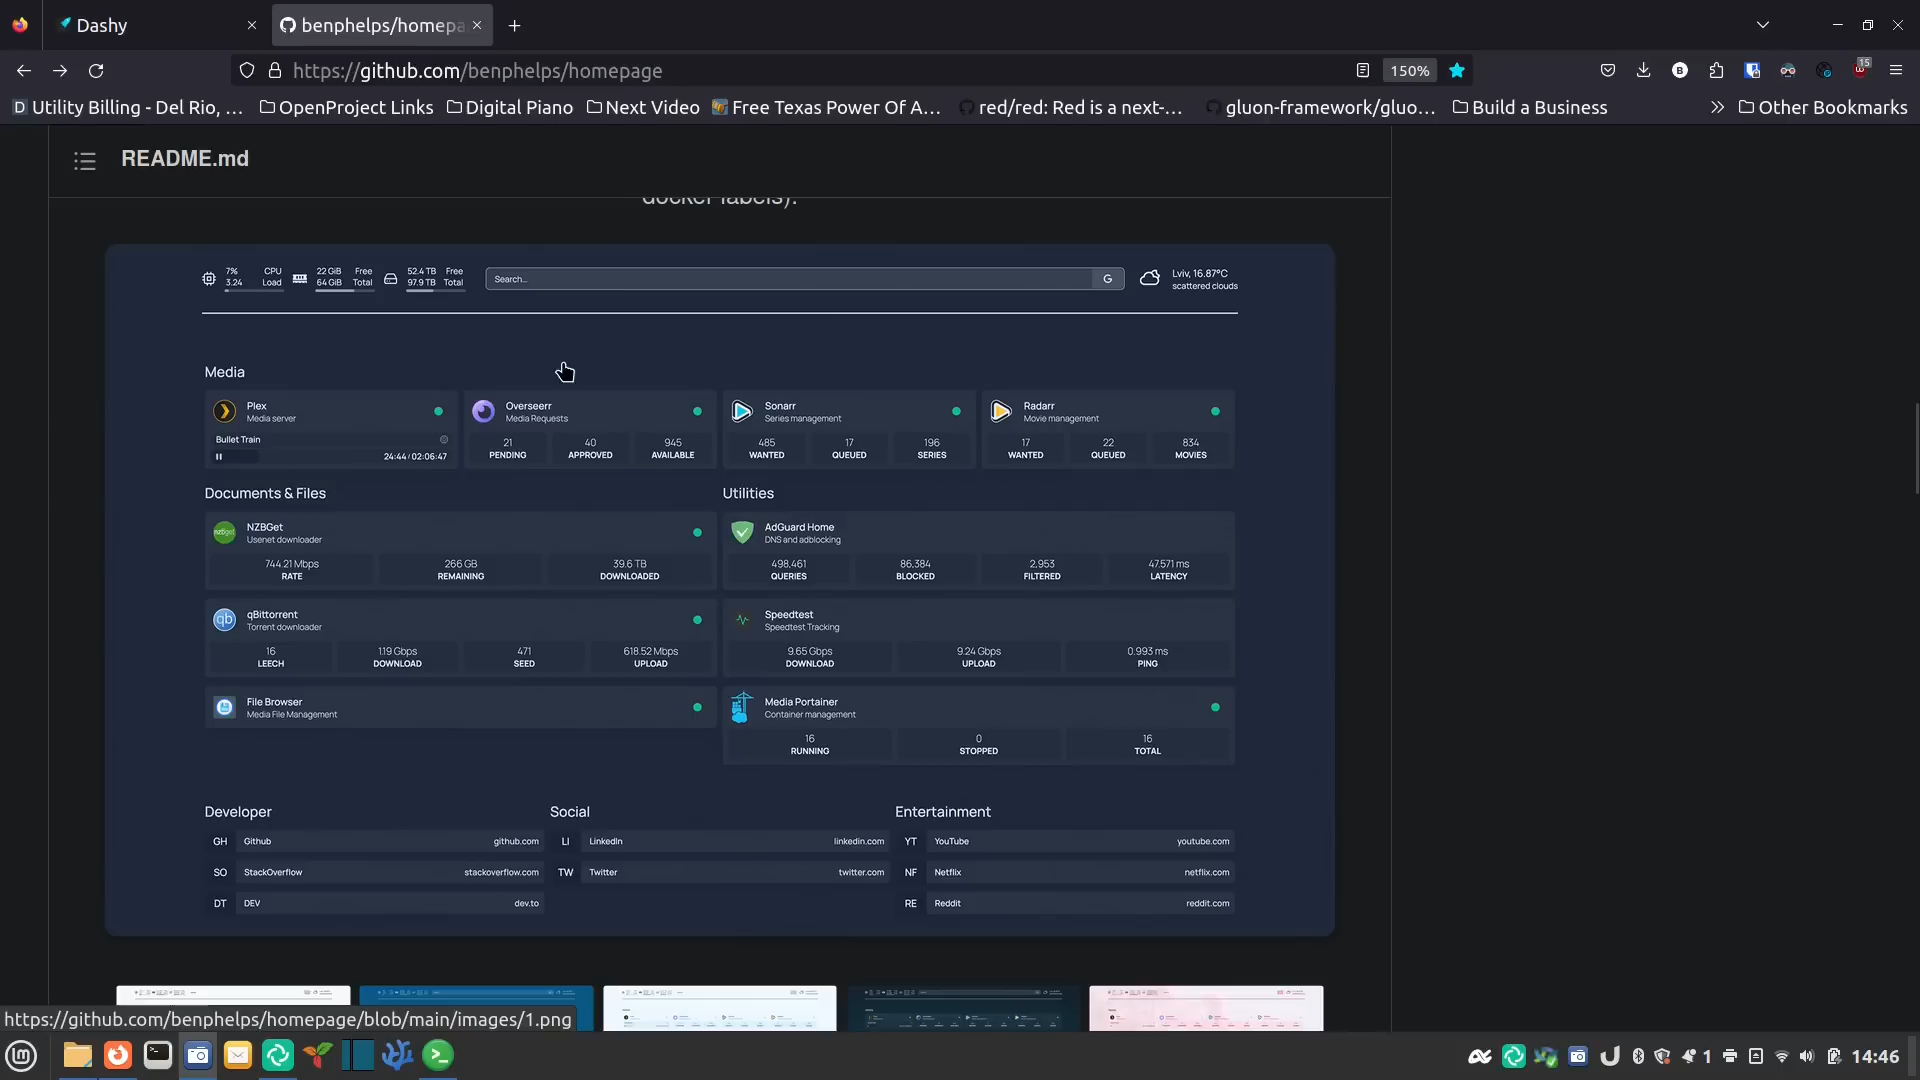 Dashy
benphelps/homepa
https://github.com/benphelps/homepage
150%
15
Utility Billing - Del Rio, ...
OpenProject Links
Digital Piano
Next Video
Free Texas Power Of A...
red/red: Red is a next-...
gluon-framework/gluo...
Build a Business
Other Bookmarks
README.md
docker labels).
7% CPU
3.24 Load
22 GiB Free
64 GiB Total
52.4 TB Free
97.9 TB Total
Search...
G
Lviv, 16.87°C
scattered clouds
Media
Plex
Media server
Bullet Train
24:44 / 02:06:47
Overseerr
Media Requests
21 40 945
PENDING APPROVED AVAILABLE
Sonarr
Series management
485 17 196
WANTED QUEUED SERIES
Radarr
Movie management
17 22 834
WANTED QUEUED MOVIES
Documents & Files
nzbget
NZBGet
Usenet downloader
744.21 Mbps 266 GB 39.6 TB
RATE REMAINING DOWNLOADED
qb
qBittorrent
Torrent downloader
16 1.19 Gbps 471 618.52 Mbps
LEECH DOWNLOAD SEED UPLOAD
File Browser
Media File Management
Utilities
AdGuard Home
DNS and adblocking
498,461 86,384 2,953 47.571 ms
QUERIES BLOCKED FILTERED LATENCY
Speedtest
Speedtest Tracking
9.65 Gbps 9.24 Gbps 0.993 ms
DOWNLOAD UPLOAD PING
Media Portainer
Container management
16 0 16
RUNNING STOPPED TOTAL
Developer
GH Github github.com
SO StackOverflow stackoverflow.com
DT DEV dev.to
Social
LI LinkedIn linkedin.com
TW Twitter twitter.com
Entertainment
YT YouTube youtube.com
NF Netflix netflix.com
RE Reddit reddit.com
https://github.com/benphelps/homepage/blob/main/images/1.png
1
14:46